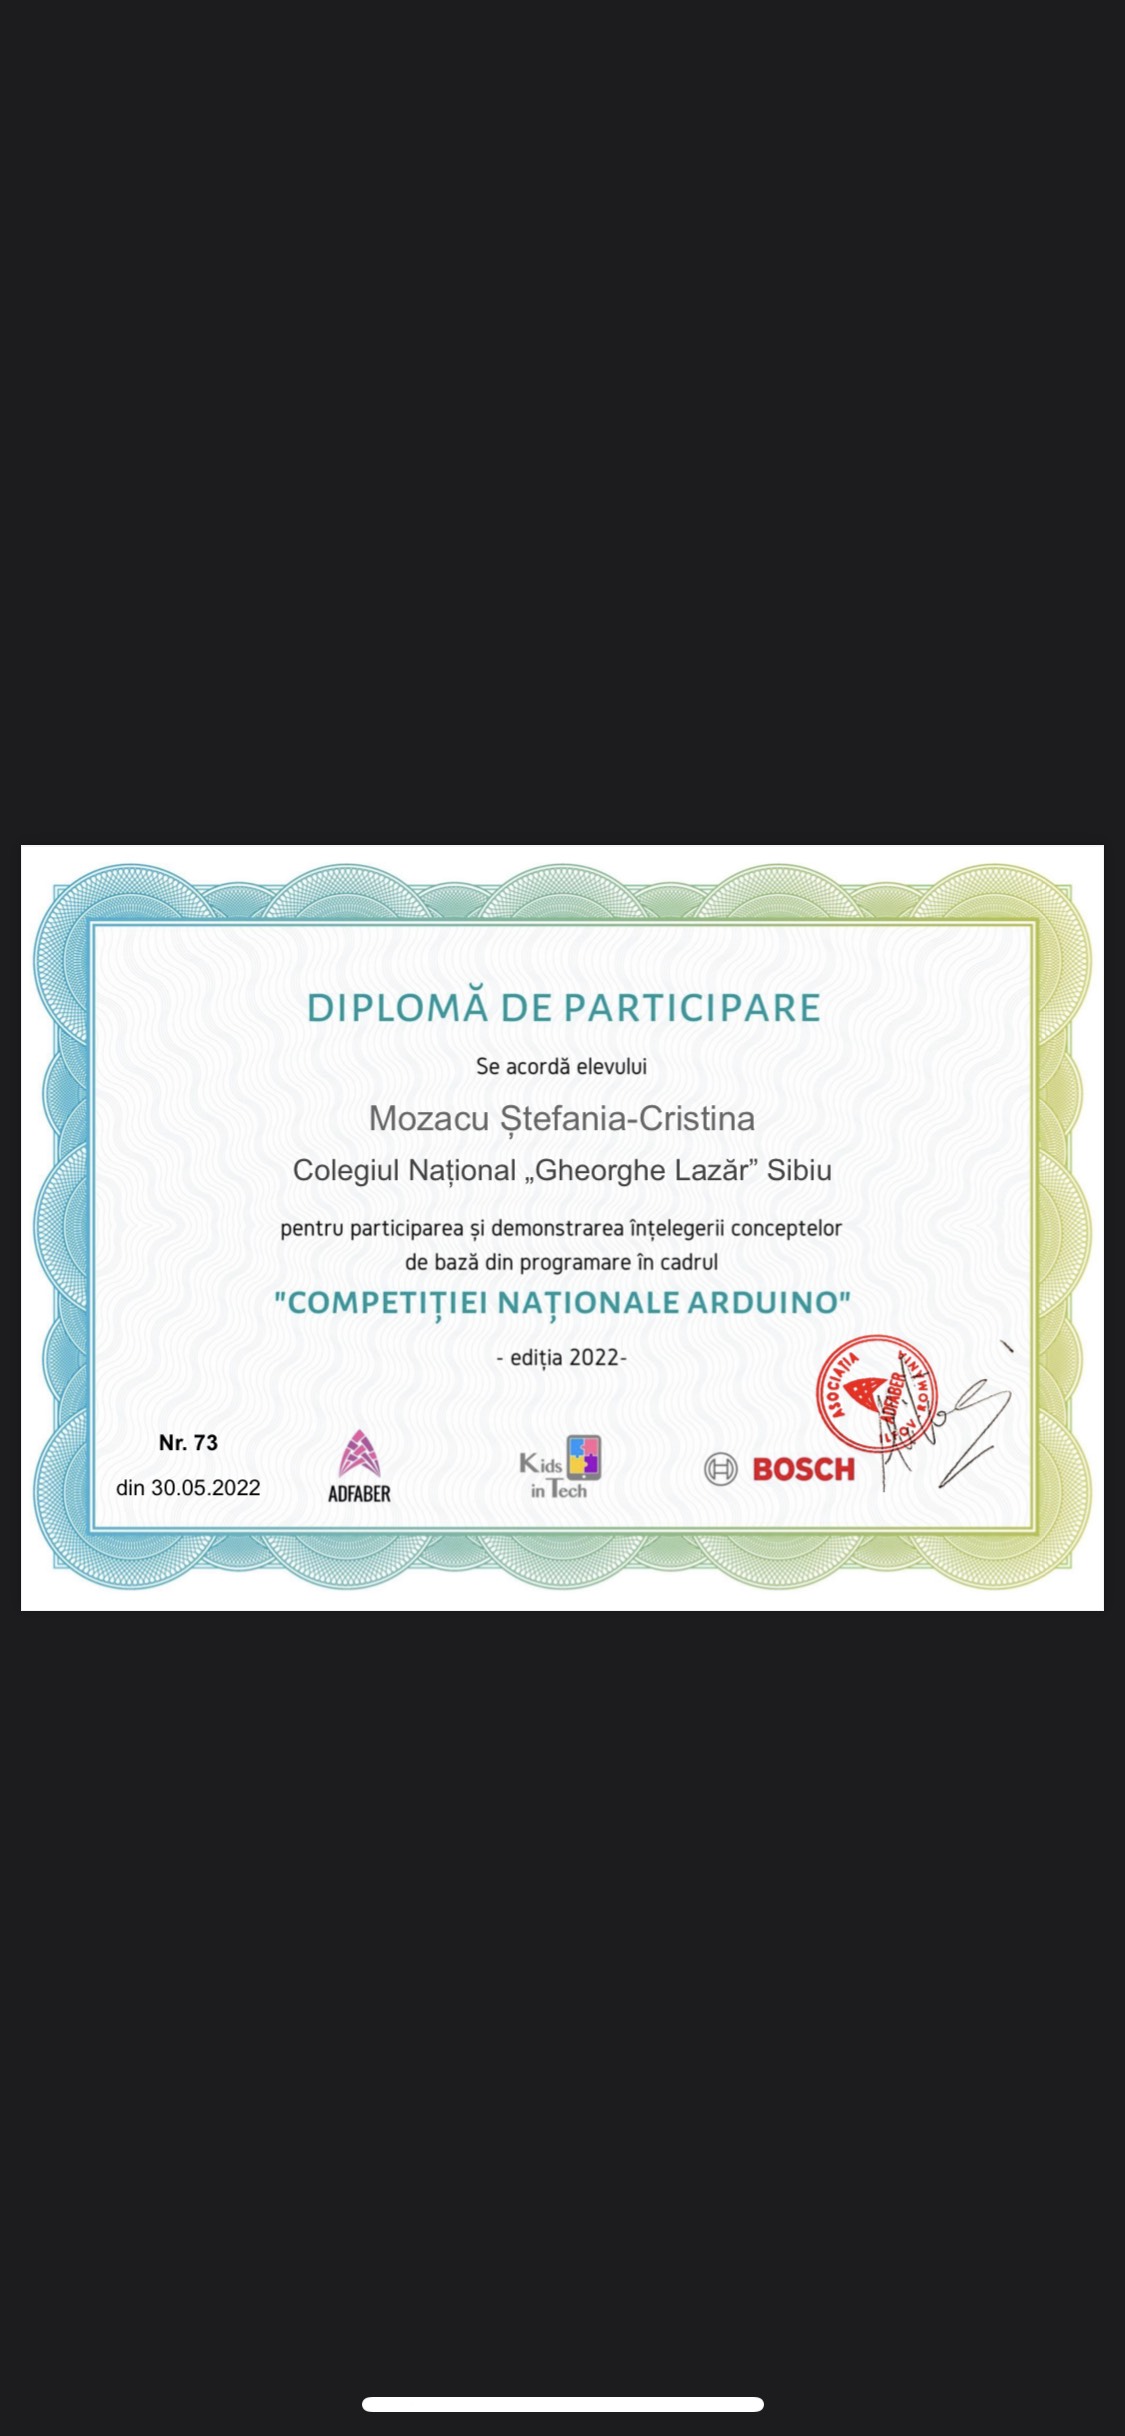 DIPLOMĂ DE PARTICIPARE
Se acordă elevului
Mozacu Ștefania-Cristina
Colegiul Național „Gheorghe Lazăr” Sibiu
pentru participarea și demonstrarea înțelegerii conceptelor
de bază din programare în cadrul
"COMPETIȚIEI NAȚIONALE ARDUINO"
- ediția 2022-
ASOCIAȚIA
ADFABER
ILFOV ROMÂNIA
Nr. 73
din 30.05.2022
ADFABER
Kids
in Tech
BOSCH